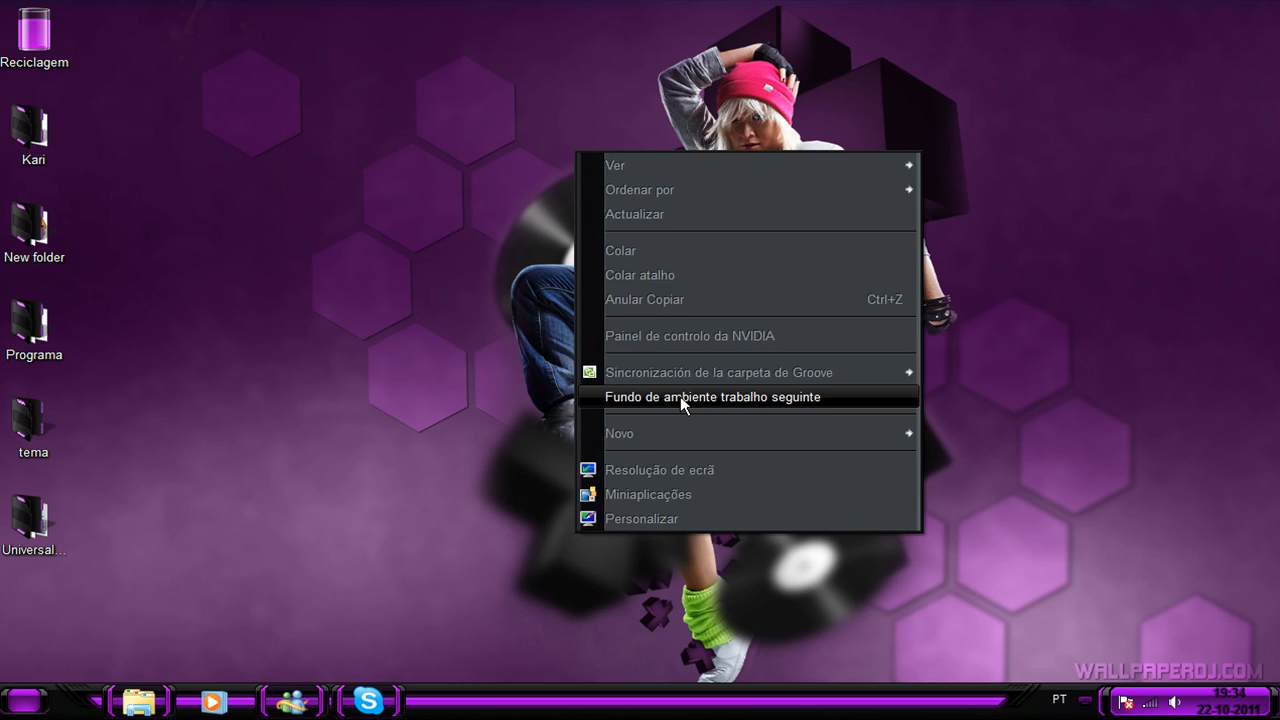 Reciclagem
Kari
New folder
Programa
tema
Universal...
Ver
Ordenar por
Actualizar
Colar
Colar atalho
Anular Copiar Ctrl+Z
Painel de controlo da NVIDIA
Sincronización de la carpeta de Groove
Fundo de ambiente trabalho seguinte
Novo
Resolução de ecrã
Miniaplicações
Personalizar
WALLPAPERDJ.COM
PT
19:34
22-10-2011